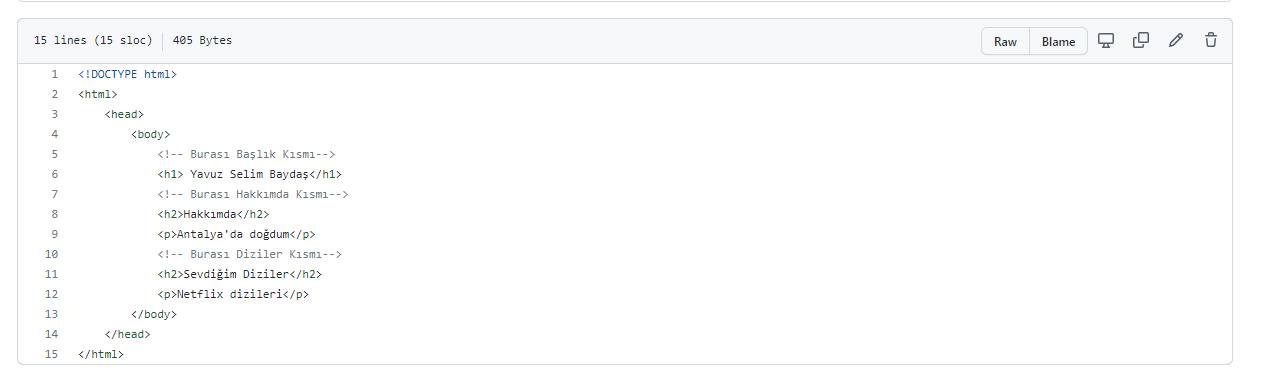 15 lines (15 sloc) 405 Bytes Raw Blame
1 <!DOCTYPE html>
2 <html>
3 <head>
4 <body>
5 <!-- Burası Başlık Kısmı-->
6 <h1> Yavuz Selim Baydaş</h1>
7 <!-- Burası Hakkımda Kısmı-->
8 <h2>Hakkımda</h2>
9 <p>Antalya'da doğdum</p>
10 <!-- Burası Diziler Kısmı-->
11 <h2>Sevdiğim Diziler</h2>
12 <p>Netflix dizileri</p>
13 </body>
14 </head>
15 </html>